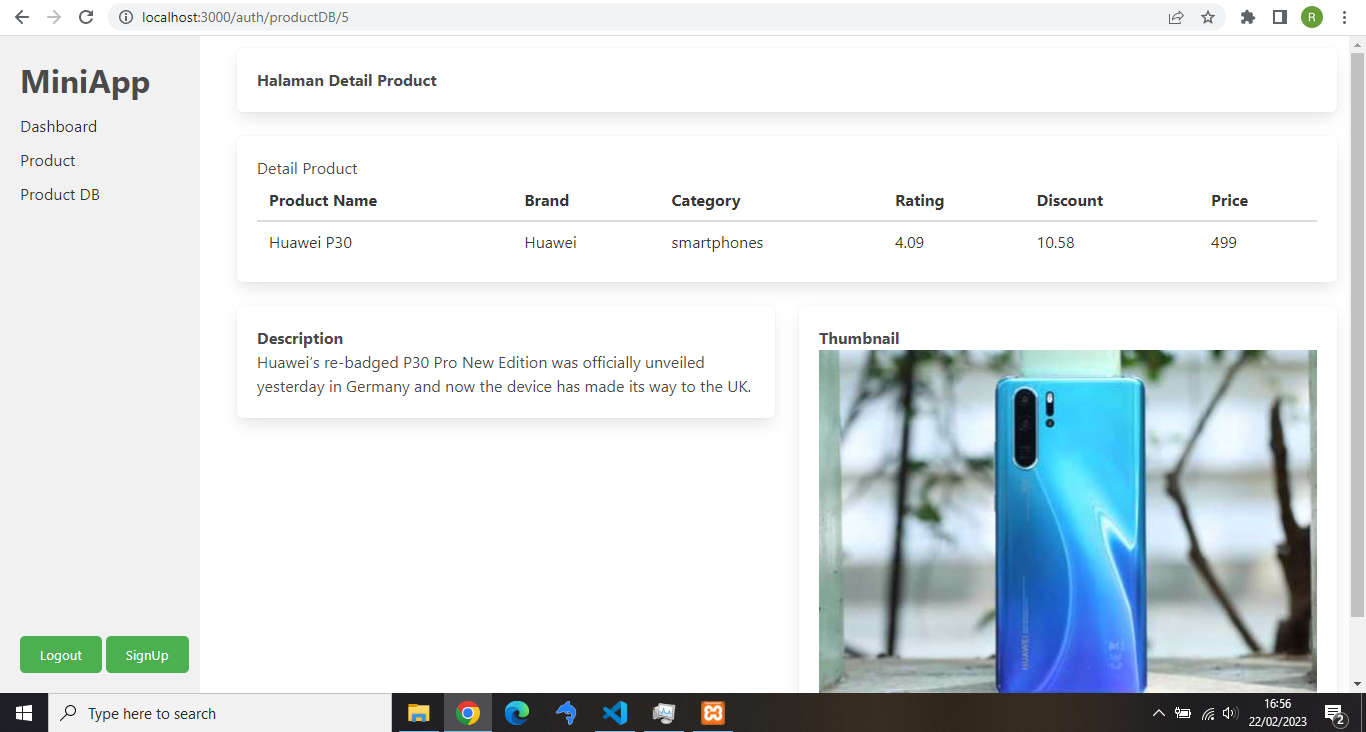 localhost:3000/auth/productDB/5
R
MiniApp
Dashboard
Product
Product DB
Logout
SignUp
Halaman Detail Product
Detail Product
Product Name Brand Category Rating Discount Price
Huawei P30 Huawei smartphones 4.09 10.58 499
Description
Huawei’s re-badged P30 Pro New Edition was officially unveiled
yesterday in Germany and now the device has made its way to the UK.
Thumbnail
HUAWEI
Type here to search
16:56
22/02/2023
2